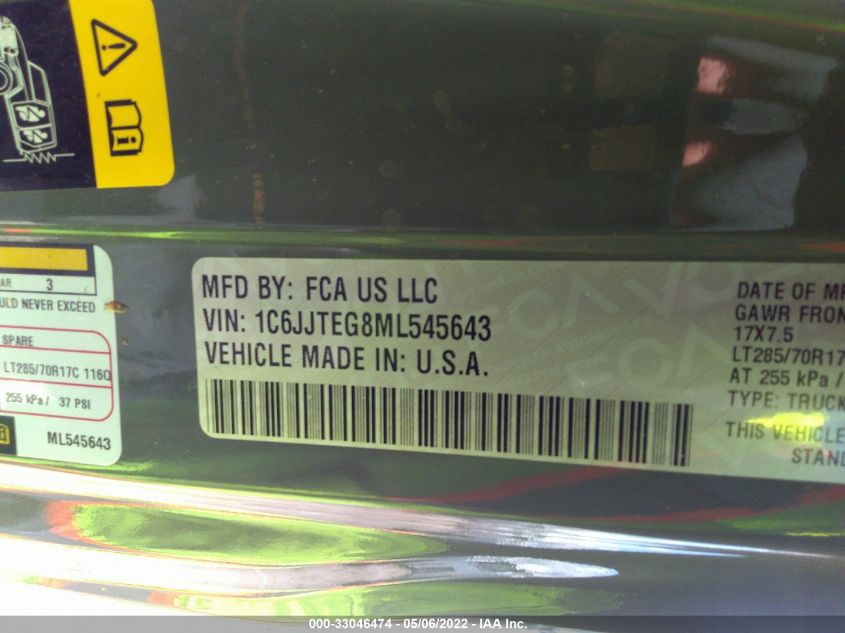 AR 3
ULD NEVER EXCEED
SPARE
LT285/70R17C 116Q
255 kPa / 37 PSI
ML545643
MFD BY: FCA US LLC
VIN: 1C6JJTEG8ML545643
VEHICLE MADE IN: U.S.A.
DATE OF MF
GAWR FRON
17X7.5
LT285/70R17
AT 255 kPa /
TYPE: TRUCK
THIS VEHICLE
STAND
000-33046474 - 05/06/2022 - IAA Inc.